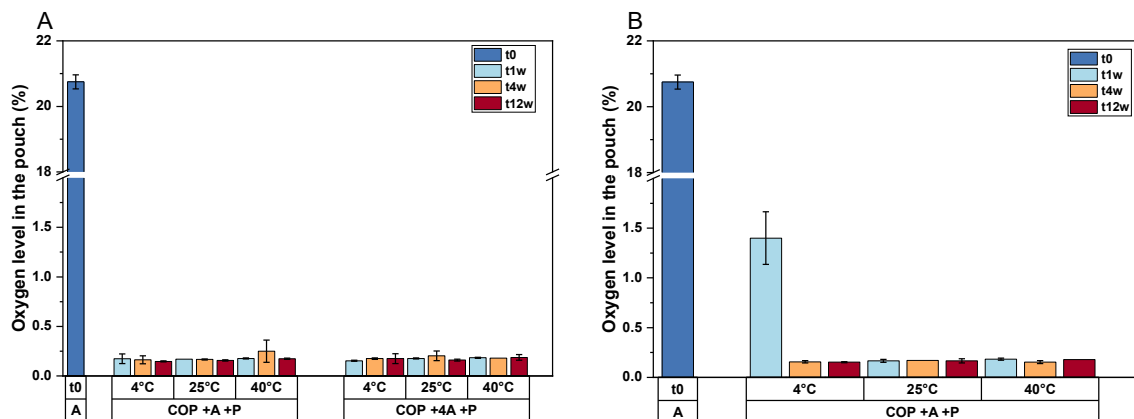 A
Oxygen level in the pouch (%)
22
20
18
1.5
1.0
0.5
0.0
t0
t1w
t4w
t12w
t0
4°C
25°C
40°C
4°C
25°C
40°C
A
COP +A +P
COP +4A +P
B
Oxygen level in the pouch (%)
22
20
18
1.5
1.0
0.5
0.0
t0
t1w
t4w
t12w
t0
4°C
25°C
40°C
A
COP +A +P